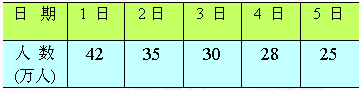 日 期 1 日 2日 3 日 4 日 5 日
人 数 42 35 30 28 25
(万人)